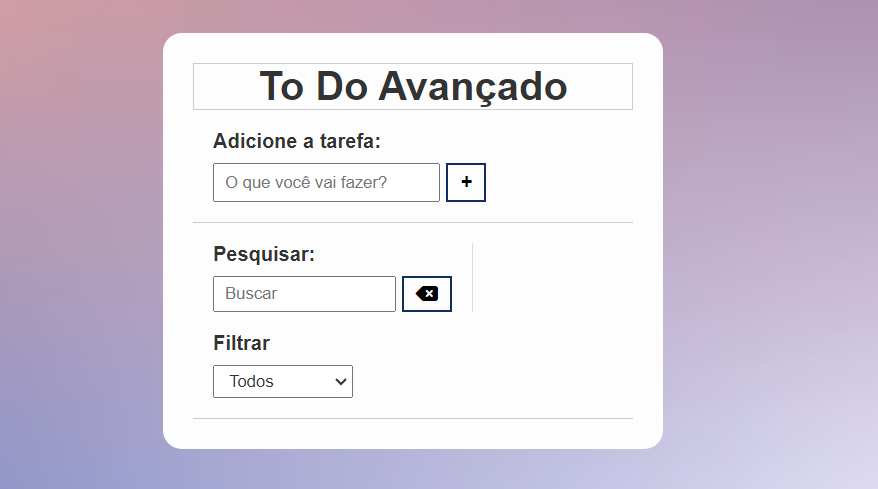 To Do Avançado
Adicione a tarefa:
O que você vai fazer?
+
Pesquisar:
Buscar
Filtrar
Todos